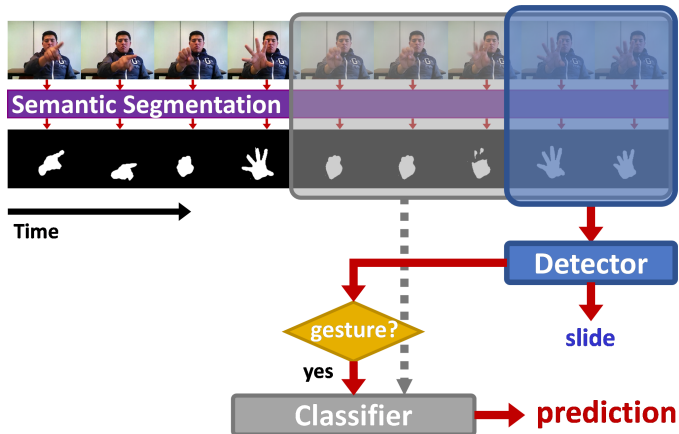 Semantic Segmentation
Time
Detector
gesture?
slide
yes
Classifier
prediction